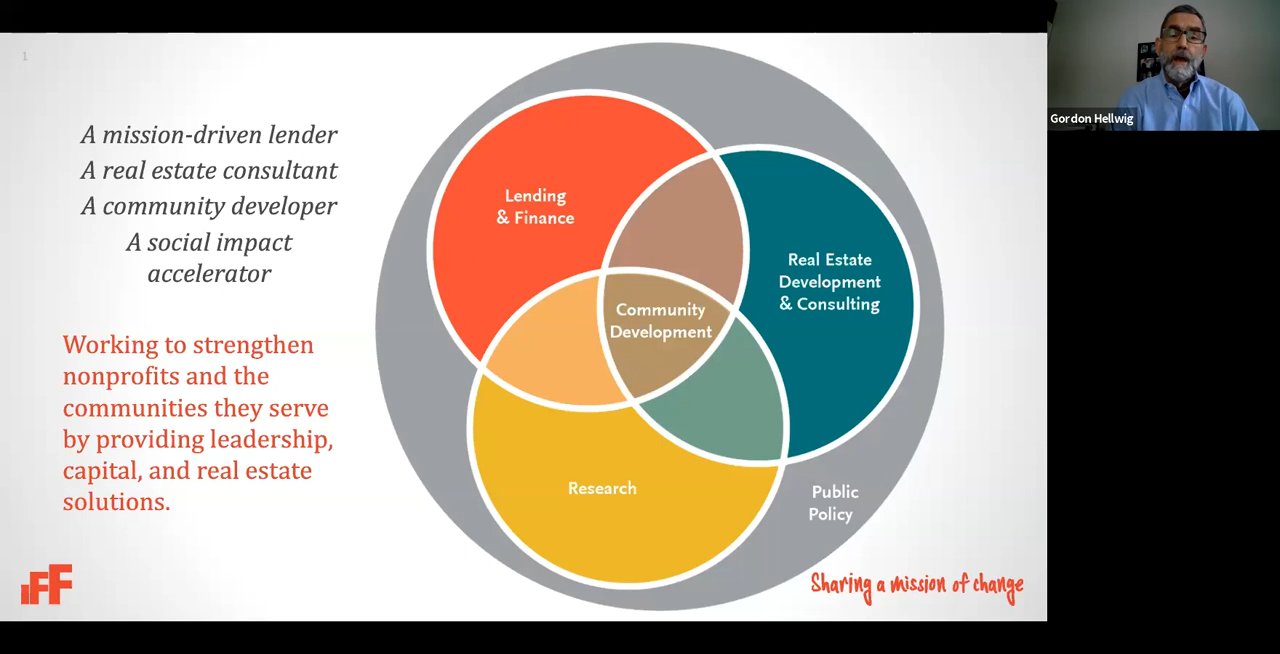 1
A mission-driven lender
A real estate consultant
A community developer
A social impact
accelerator
Working to strengthen
nonprofits and the
communities they serve
by providing leadership,
capital, and real estate
solutions.
IFF
Lending
& Finance
Real Estate
Development
& Consulting
Community
Development
Research
Public
Policy
Sharing a mission of change
Gordon Hellwig